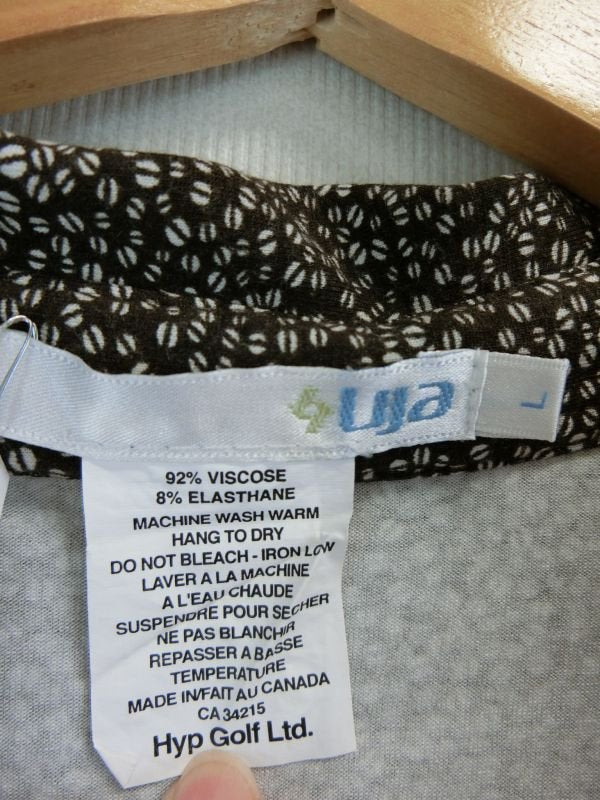 Lija
L
92% VISCOSE
8% ELASTHANE
MACHINE WASH WARM
HANG TO DRY
DO NOT BLEACH - IRON LOW
LAVER A LA MACHINE
A L'EAU CHAUDE
SUSPENDRE POUR SECHER
NE PAS BLANCHIR
REPASSER A BASSE
TEMPERATURE
MADE IN/FAIT AU CANADA
CA 34215
Hyp Golf Ltd.